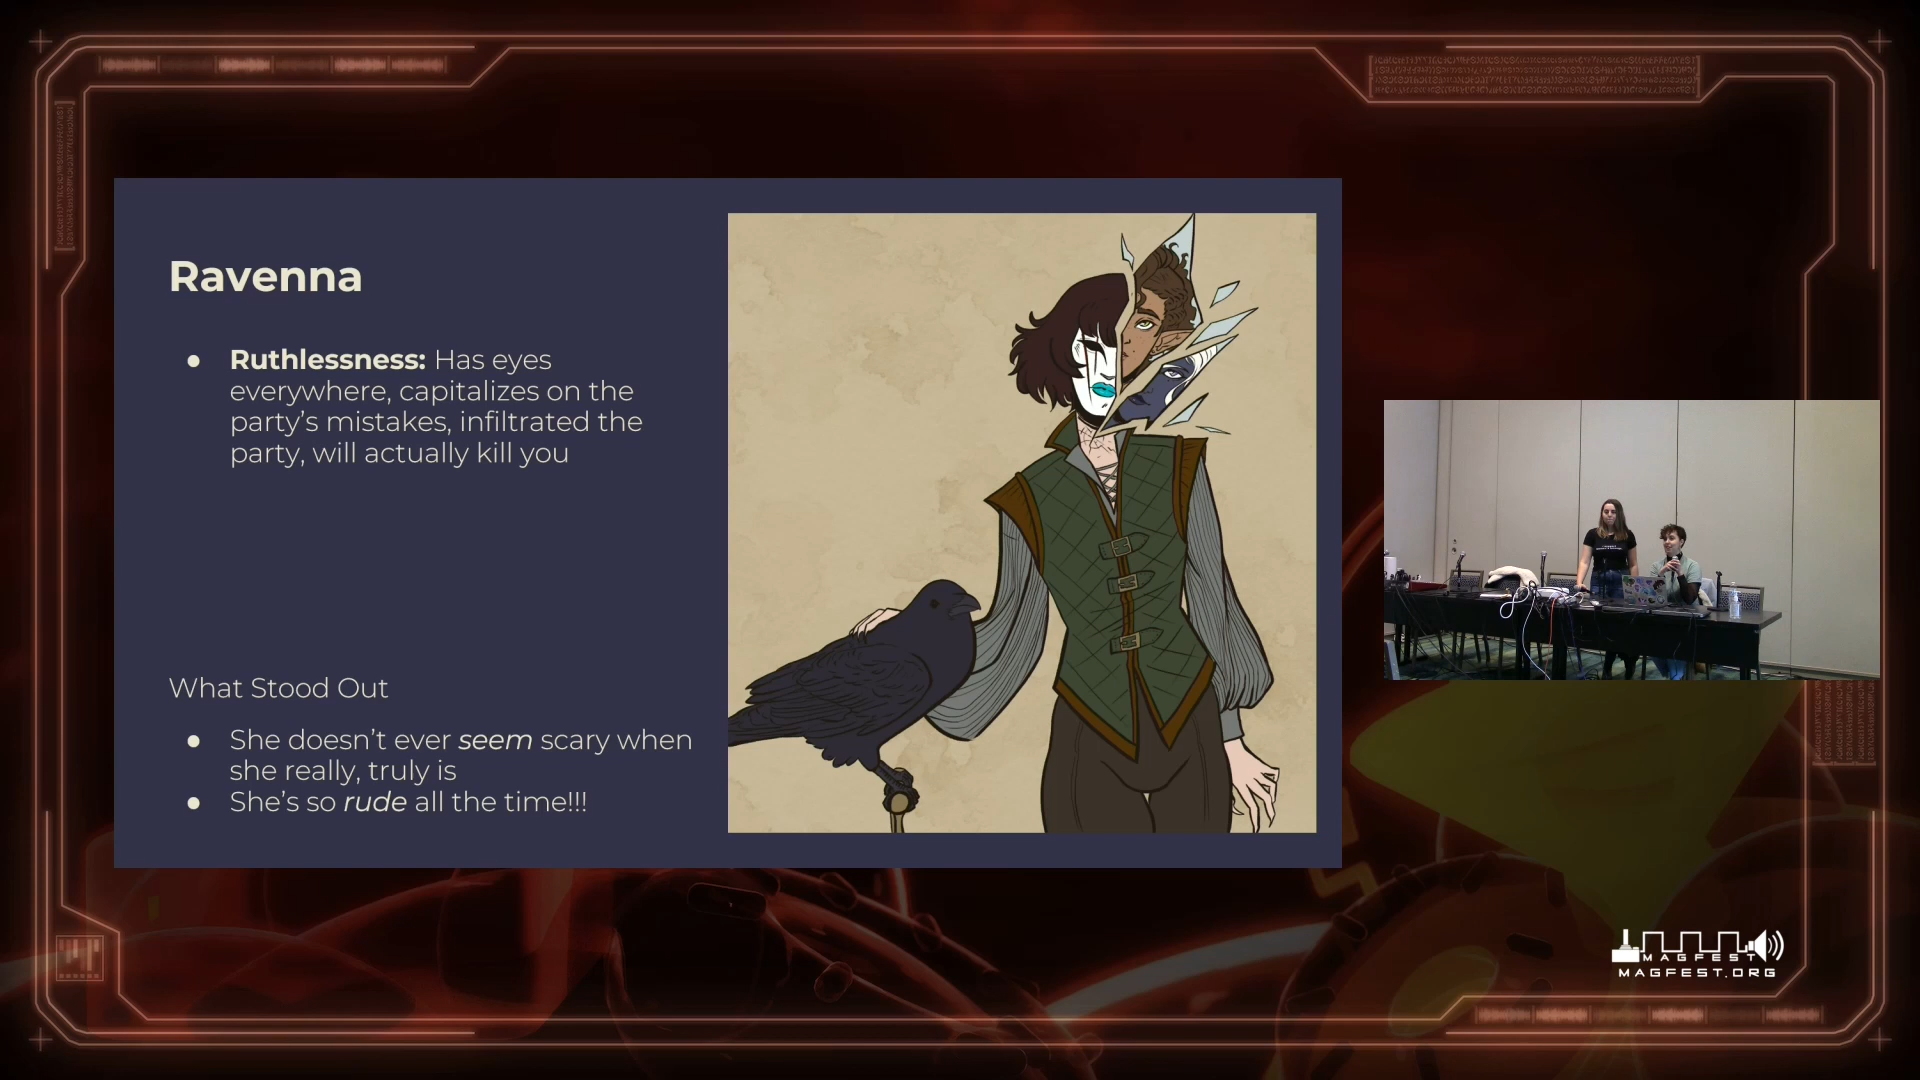 Ravenna
● Ruthlessness: Has eyes
everywhere, capitalizes on the
party’s mistakes, infiltrated the
party, will actually kill you
What Stood Out
● She doesn’t ever seem scary when
she really, truly is
● She’s so rude all the time!!!
MAGFEST
MAGFEST.ORG